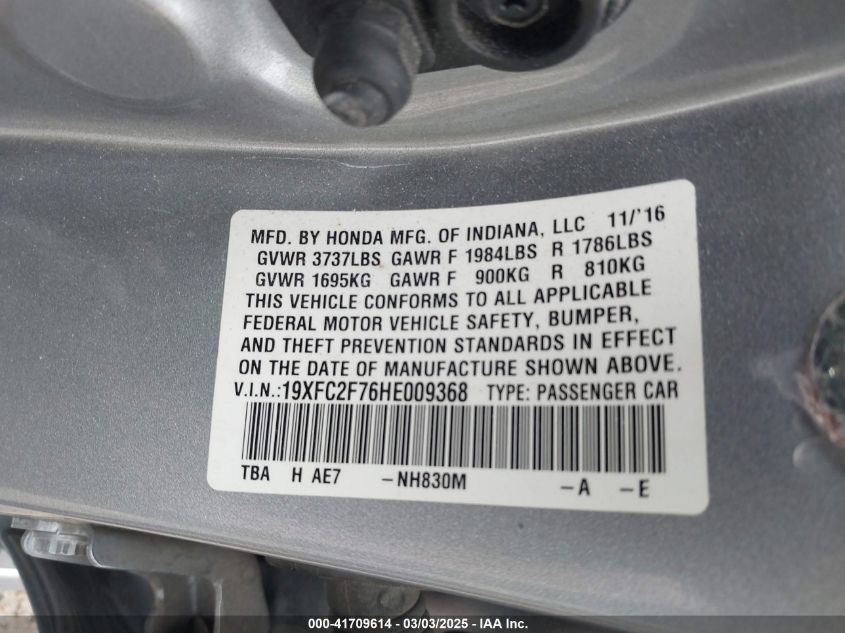 MFD. BY HONDA MFG. OF INDIANA, LLC 11/'16
GVWR 3737LBS GAWR F 1984LBS R 1786LBS
GVWR 1695KG GAWR F 900KG R 810KG
THIS VEHICLE CONFORMS TO ALL APPLICABLE
FEDERAL MOTOR VEHICLE SAFETY, BUMPER,
AND THEFT PREVENTION STANDARDS IN EFFECT
ON THE DATE OF MANUFACTURE SHOWN ABOVE.
V.I.N.:19XFC2F76HE009368 TYPE: PASSENGER CAR
TBA H AE7 -NH830M -A -E
000-41709614 - 03/03/2025 - IAAI Inc.